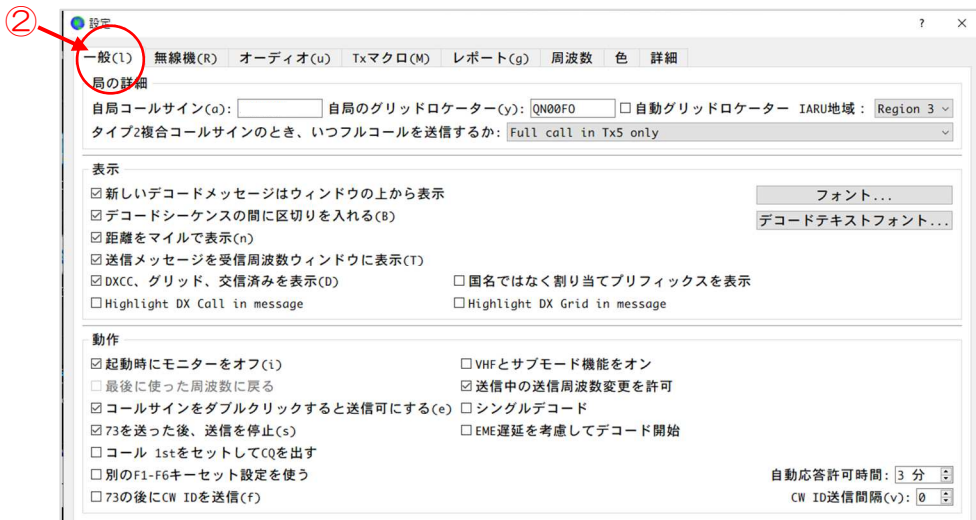 ②
設定 ? ×
一般(l) 無線機(R) オーディオ(u) Txマクロ(M) レポート(g) 周波数 色 詳細
局の詳細
自局コールサイン(a): 自局のグリッドロケーター(y): QN00FO 自動グリッドロケーター IARU地域： Region 3
タイプ2複合コールサインのとき、いつフルコールを送信するか: Full call in Tx5 only
表示
新しいデコードメッセージはウィンドウの上から表示 フォント...
デコードシーケンスの間に区切りを入れる(B) デコードテキストフォント...
距離をマイルで表示(n)
送信メッセージを受信周波数ウィンドウに表示(T)
DXCC、グリッド、交信済みを表示(D) 国名ではなく割り当てプリフィックスを表示
Highlight DX Call in message Highlight DX Grid in message
動作
起動時にモニターをオフ(i) VHFとサブモード機能をオン
最後に使った周波数に戻る 送信中の送信周波数変更を許可
コールサインをダブルクリックすると送信可にする(e) シングルデコード
73を送った後、送信を停止(s) EME遅延を考慮してデコード開始
コール 1stをセットしてCQを出す
別のF1-F6キーセット設定を使う 自動応答許可時間: 3 分
73の後にCW IDを送信(f) CW ID送信間隔(v): 0